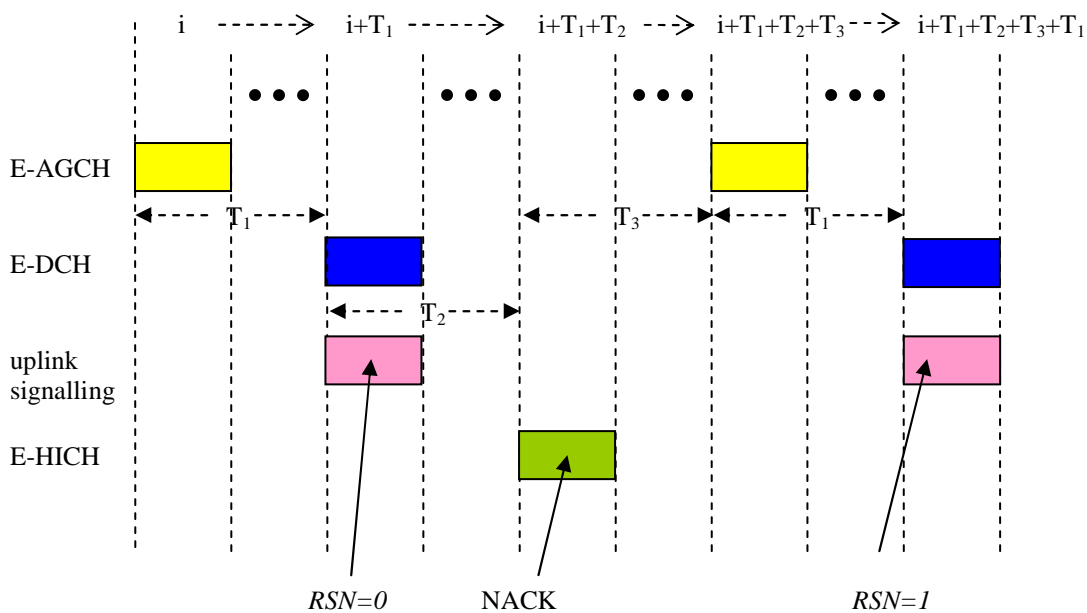 i i+T₁ i+T₁+T₂ i+T₁+T₂+T₃ i+T₁+T₂+T₃+T₁
E-AGCH
T₁ T₃ T₁
E-DCH
T₂
uplink
signalling
E-HICH
RSN=0 NACK RSN=1